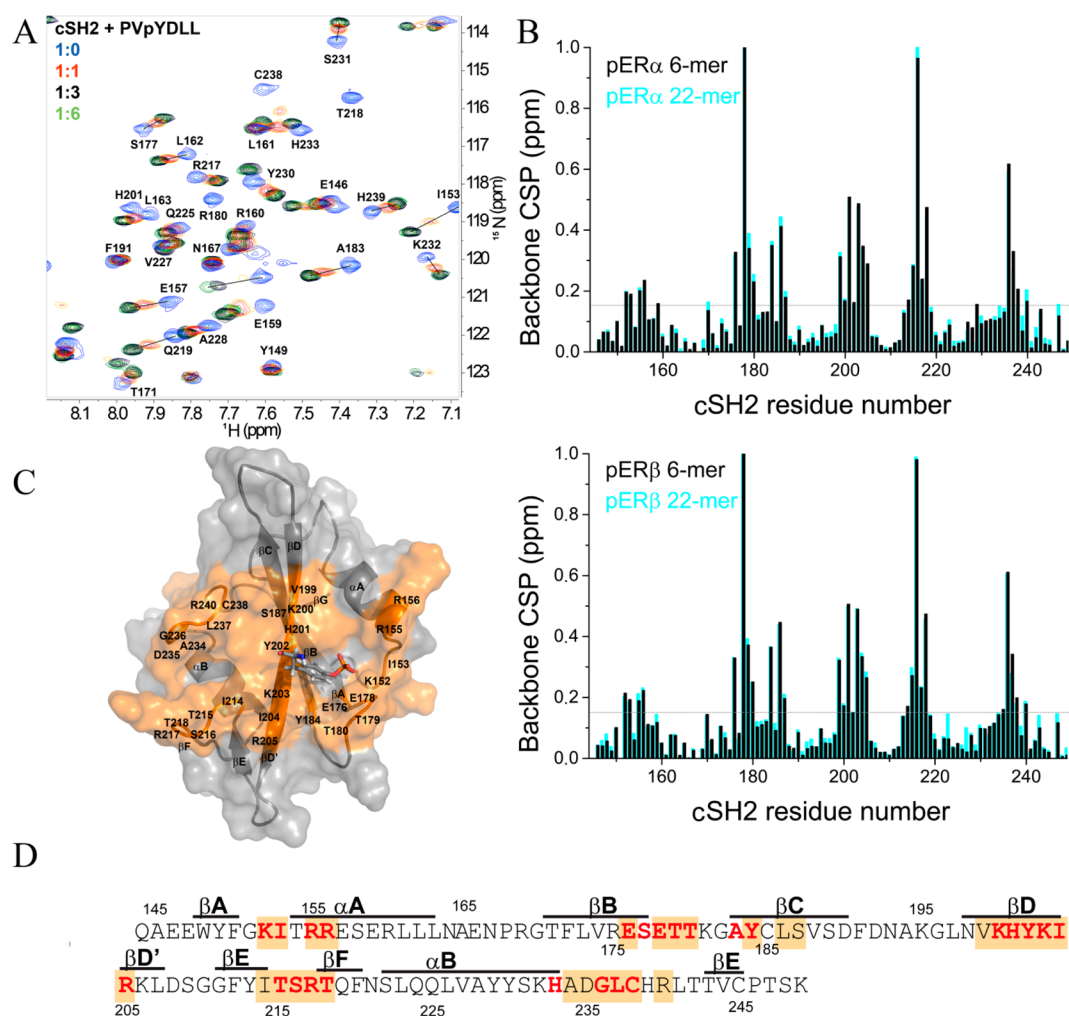 A
cSH2 + PVpYDLL
1:0
1:1
1:3
1:6
S231
C238
T218
S177
L162
L161
H233
R217
Y230
H201
L163
R180
Q225
R160
E146
H239
I153
F191
V227
N167
A183
K232
E157
E159
Q219
A228
Y149
T171
114
115
116
117
118
119
120
121
122
123
¹⁵N (ppm)
8.1 8.0 7.9 7.8 7.7 7.6 7.5 7.4 7.3 7.2 7.1
¹H (ppm)
B
pERα 6-mer
pERα 22-mer
Backbone CSP (ppm)
1.0
0.8
0.6
0.4
0.2
0.0
160 180 200 220 240
cSH2 residue number
pERβ 6-mer
pERβ 22-mer
Backbone CSP (ppm)
1.0
0.8
0.6
0.4
0.2
0.0
160 180 200 220 240
cSH2 residue number
C
βC
βD
αA
V199
βG
R156
R240
C238
S187
K200
L237
H201
R155
G236
A234
Y202
D235
βB
I153
αB
K152
βA
K203
E178
I214
E176
T215
I204
Y184
T179
T218
S216
T180
R217
R205
βF
βE
βD'
D
145 βA 155 αA 165 βB βC 195 βD
QAEEWYFGKITRRESERLLLNAENPRGTFLVRESETTKGAYCLSVSDFDNAKGLNVKHYKI
175 185
βD' βE βF αB βE
RKLDSGGFYITSRTQFNSLQQLVAYYSKHADGLCHRLTTVCPTSK
205 215 225 235 245